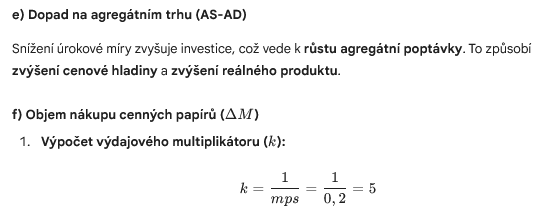 e) Dopad na agregátním trhu (AS-AD)
Snížení úrokové míry zvyšuje investice, což vede k růstu agregátní poptávky. To způsobí
zvýšení cenové hladiny a zvýšení reálného produktu.
f) Objem nákupu cenných papírů (ΔM)
1. Výpočet výdajového multiplikátoru (k):
k = 1/mps = 1/0,2 = 5